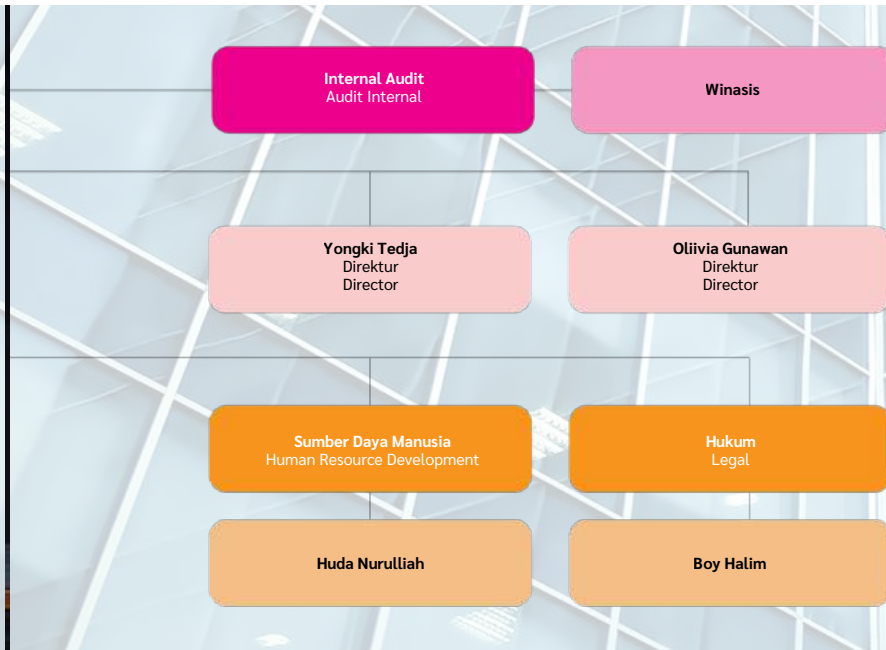 Internal Audit
Audit Internal
Winasis
Yongki Tedja
Direktur
Director
Oliivia Gunawan
Direktur
Director
Sumber Daya Manusia
Human Resource Development
Hukum
Legal
Huda Nurulliah
Boy Halim